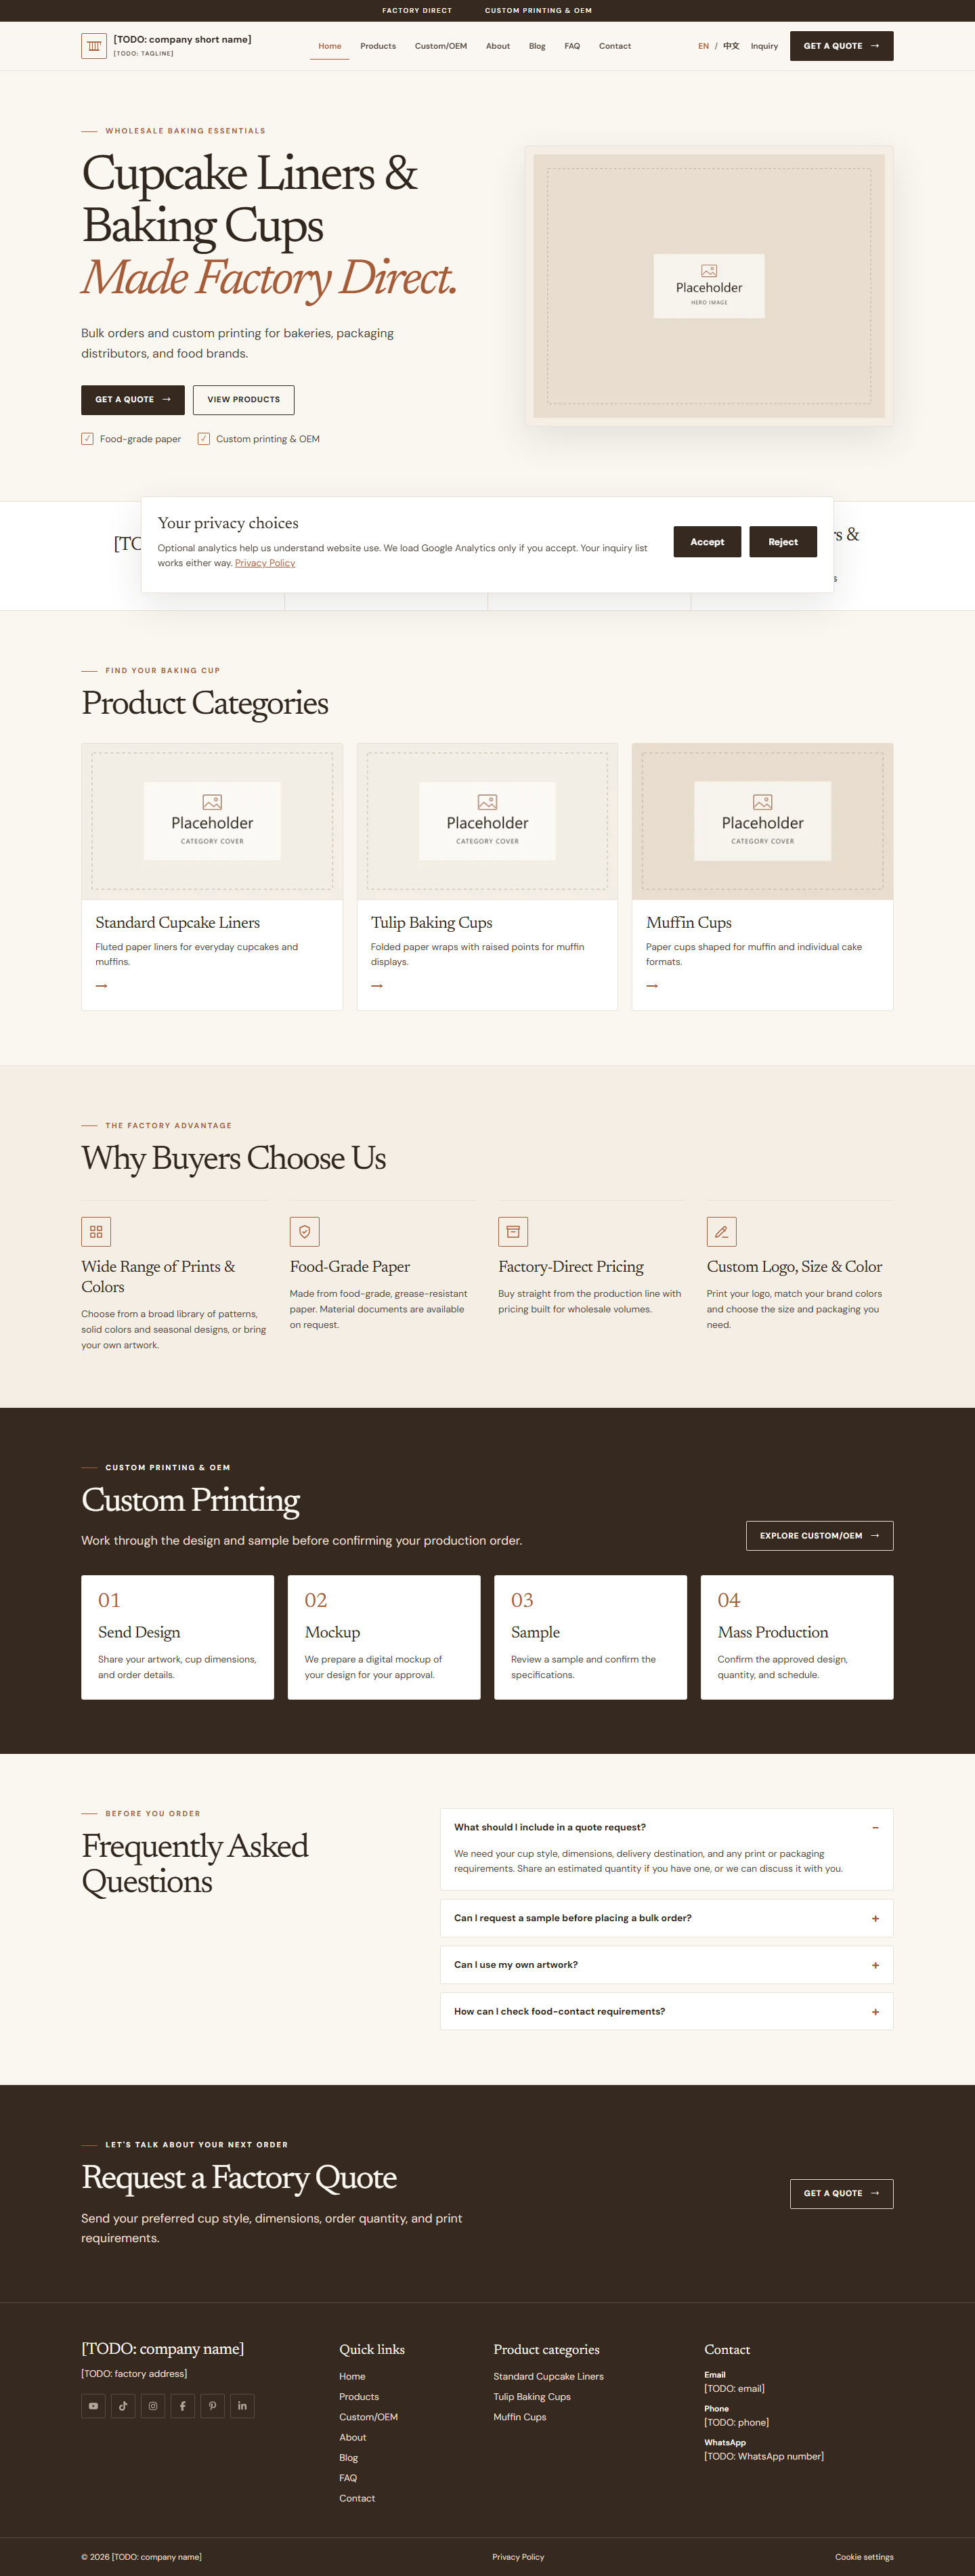 FACTORY DIRECT CUSTOM PRINTING & OEM
[TODO: company short name]
[TODO: TAGLINE]
Home Products Custom/OEM About Blog FAQ Contact
EN / 中文 Inquiry GET A QUOTE →
WHOLESALE BAKING ESSENTIALS
Cupcake Liners &
Baking Cups
Made Factory Direct.
Bulk orders and custom printing for bakeries, packaging
distributors, and food brands.
GET A QUOTE → VIEW PRODUCTS
✓ Food-grade paper ✓ Custom printing & OEM
Placeholder
HERO IMAGE
Your privacy choices
Optional analytics help us understand website use. We load Google Analytics only if you accept. Your inquiry list
works either way. Privacy Policy
Accept Reject
FIND YOUR BAKING CUP
Product Categories
Placeholder
CATEGORY COVER
Standard Cupcake Liners
Fluted paper liners for everyday cupcakes and
muffins.
→
Placeholder
CATEGORY COVER
Tulip Baking Cups
Folded paper wraps with raised points for muffin
displays.
→
Placeholder
CATEGORY COVER
Muffin Cups
Paper cups shaped for muffin and individual cake
formats.
→
THE FACTORY ADVANTAGE
Why Buyers Choose Us
Wide Range of Prints &
Colors
Choose from a broad library of patterns,
solid colors and seasonal designs, or bring
your own artwork.
Food-Grade Paper
Made from food-grade, grease-resistant
paper. Material documents are available
on request.
Factory-Direct Pricing
Buy straight from the production line with
pricing built for wholesale volumes.
Custom Logo, Size & Color
Print your logo, match your brand colors
and choose the size and packaging you
need.
CUSTOM PRINTING & OEM
Custom Printing
Work through the design and sample before confirming your production order.
EXPLORE CUSTOM/OEM →
01
Send Design
Share your artwork, cup dimensions,
and order details.
02
Mockup
We prepare a digital mockup of
your design for your approval.
03
Sample
Review a sample and confirm the
specifications.
04
Mass Production
Confirm the approved design,
quantity, and schedule.
BEFORE YOU ORDER
Frequently Asked
Questions
What should I include in a quote request? −
We need your cup style, dimensions, delivery destination, and any print or packaging
requirements. Share an estimated quantity if you have one, or we can discuss it with you.
Can I request a sample before placing a bulk order? +
Can I use my own artwork? +
How can I check food-contact requirements? +
LET'S TALK ABOUT YOUR NEXT ORDER
Request a Factory Quote
Send your preferred cup style, dimensions, order quantity, and print
requirements.
GET A QUOTE →
[TODO: company name]
[TODO: factory address]
Quick links
Home
Products
Custom/OEM
About
Blog
FAQ
Contact
Product categories
Standard Cupcake Liners
Tulip Baking Cups
Muffin Cups
Contact
Email
[TODO: email]
Phone
[TODO: phone]
WhatsApp
[TODO: WhatsApp number]
© 2026 [TODO: company name] Privacy Policy Cookie settings